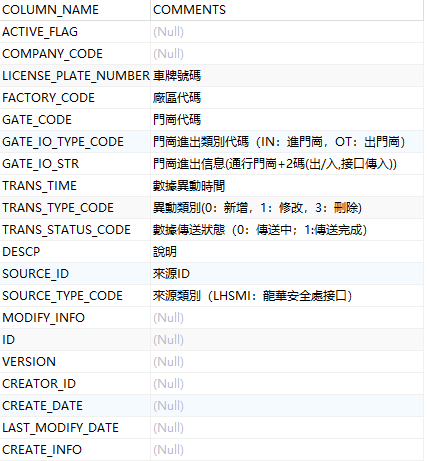 COLUMN_NAME COMMENTS
ACTIVE_FLAG (Null)
COMPANY_CODE (Null)
LICENSE_PLATE_NUMBER 車牌號碼
FACTORY_CODE 廠區代碼
GATE_CODE 門崗代碼
GATE_IO_TYPE_CODE 門崗進出類別代碼（IN：進門崗，OT：出門崗）
GATE_IO_STR 門崗進出信息(通行門崗+2碼(出/入,接口傳入))
TRANS_TIME 數據異動時間
TRANS_TYPE_CODE 異動類別(0：新增，1：修改，3：刪除)
TRANS_STATUS_CODE 數據傳送狀態（0：傳送中；1:傳送完成）
DESCP 說明
SOURCE_ID 來源ID
SOURCE_TYPE_CODE 來源類別（LHSMI：龍華安全處接口）
MODIFY_INFO (Null)
ID (Null)
VERSION (Null)
CREATOR_ID (Null)
CREATE_DATE (Null)
LAST_MODIFY_DATE (Null)
CREATE_INFO (Null)